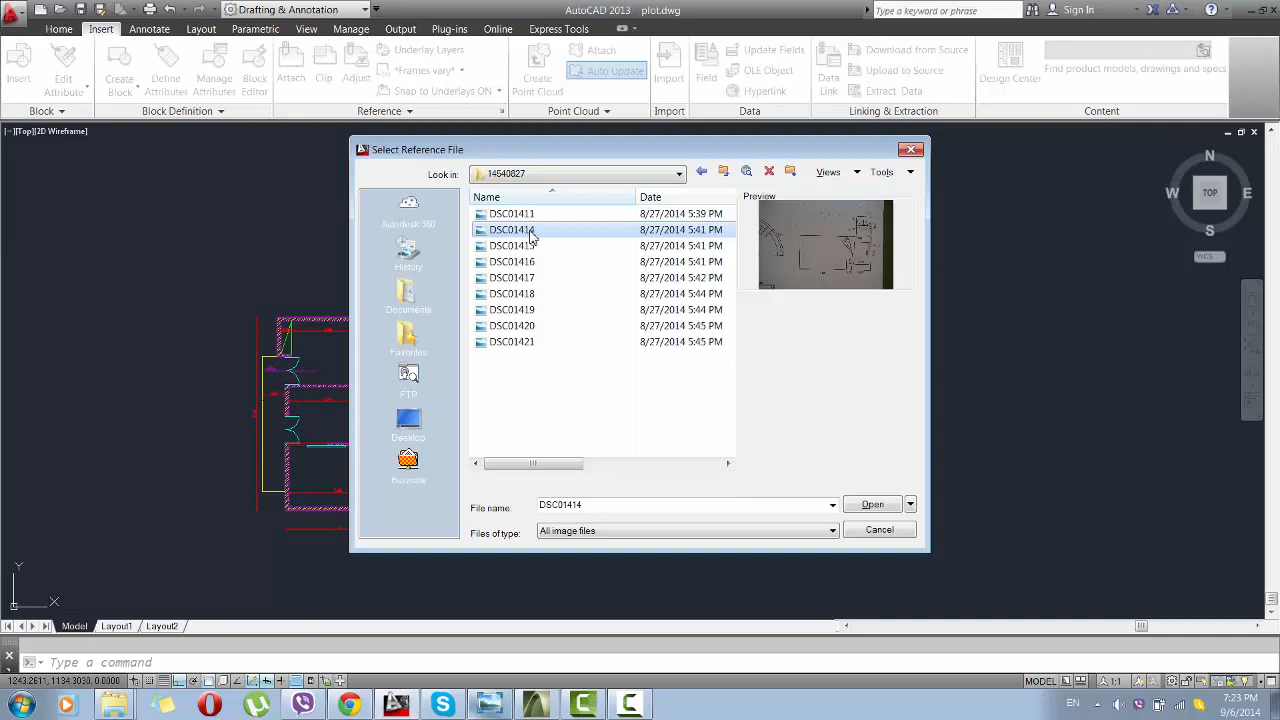 Drafting & Annotation
AutoCAD 2013 plot.dwg
Type a keyword or phrase
Sign In
Home Insert Annotate Layout Parametric View Manage Output Plug-ins Online Express Tools
Insert
Edit Attribute
Create Block
Define Attributes
Manage Attributes
Block Editor
Attach
Clip
Adjust
Underlay Layers
*Frames vary*
Snap to Underlays ON
Create Point Cloud
Attach
Auto Update
Import
Field
Update Fields
OLE Object
Hyperlink
Data Link
Download from Source
Upload to Source
Extract Data
Design Center
Find product models, drawings and specs
Block Block Definition Reference Point Cloud Import Data Linking & Extraction Content
[–][Top][2D Wireframe]
Select Reference File
Look in: 14540827
Views Tools
Name Date
Preview
DSC01411 8/27/2014 5:39 PM
DSC01414 8/27/2014 5:41 PM
DSC01415 8/27/2014 5:41 PM
DSC01416 8/27/2014 5:41 PM
DSC01417 8/27/2014 5:42 PM
DSC01418 8/27/2014 5:44 PM
DSC01419 8/27/2014 5:44 PM
DSC01420 8/27/2014 5:45 PM
DSC01421 8/27/2014 5:45 PM
Autodesk 360
History
Documents
Favorites
FTP
Desktop
Buzzsaw
File name: DSC01414
Open
Files of type: All image files
Cancel
N
W TOP E
S
WCS
Y
X
Model Layout1 Layout2
Type a command
1243.2611, 1134.3039, 0.0000
MODEL
1:1
EN
7:23 PM
9/6/2014